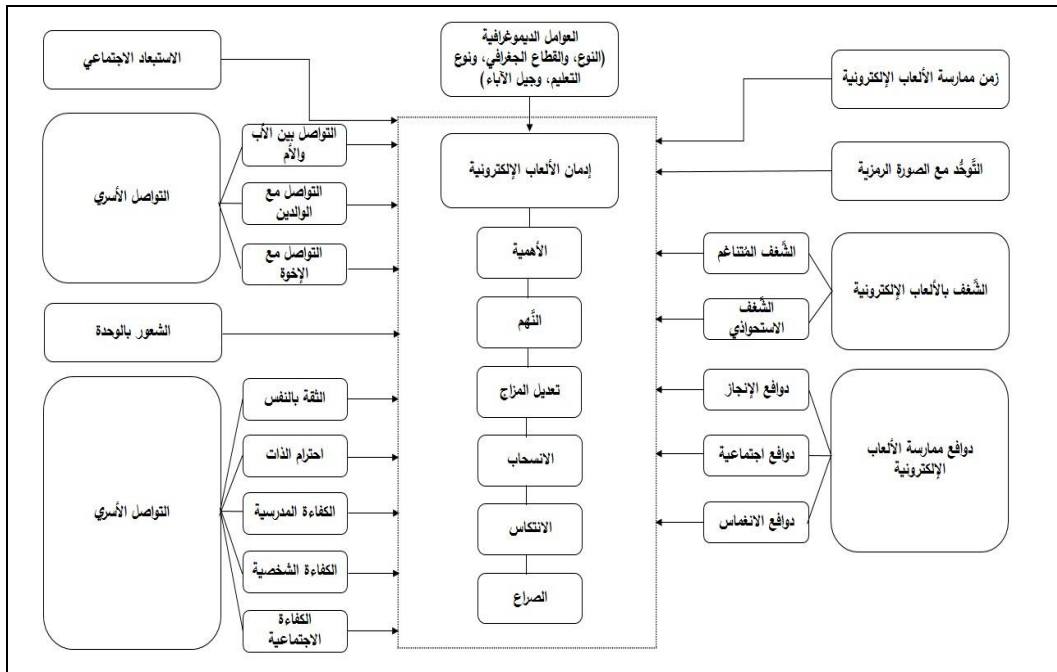 العوامل الديموغرافية
(النوع، والقطاع الجغرافي، ونوع
التعليم، وجيل الآباء)
زمن ممارسة الألعاب الإلكترونية
التَّوحُّد مع الصورة الرمزية
الشَّغف بالألعاب الإلكترونية
الشَّغف المُتناغم
الشَّغف
الاستحواذي
دوافع ممارسة الألعاب
الإلكترونية
دوافع الإنجاز
دوافع اجتماعية
دوافع الانغماس
إدمان الألعاب الإلكترونية
الأهمية
النَّهم
تعديل المزاج
الانسحاب
الانتكاس
الصراع
الاستبعاد الاجتماعي
التواصل بين الأب
والأم
التواصل مع
الوالدين
التواصل مع
الإخوة
التواصل الأسري
الشعور بالوحدة
الثقة بالنفس
احترام الذات
الكفاءة المدرسية
الكفاءة الشخصية
الكفاءة
الاجتماعية
التواصل الأسري